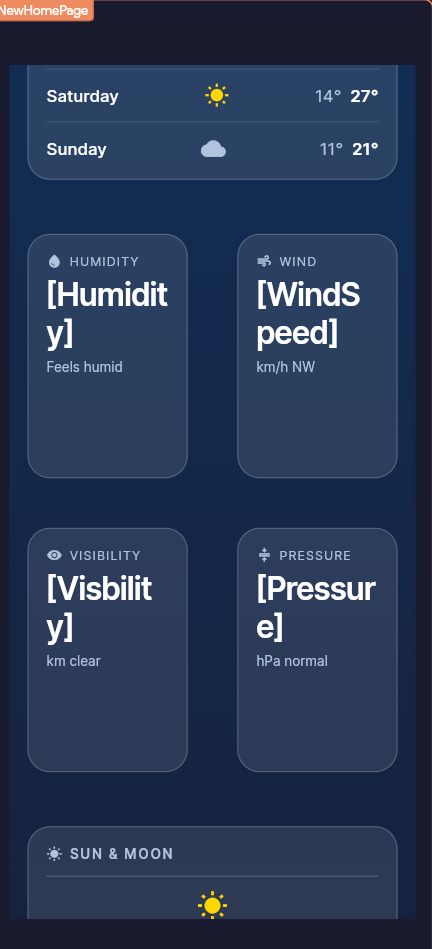 NewHomePage
Saturday 14° 27°
Sunday 11° 21°
HUMIDITY
[Humidit
y]
Feels humid
WIND
[WindS
peed]
km/h NW
VISIBILITY
[Visbilit
y]
km clear
PRESSURE
[Pressur
e]
hPa normal
SUN & MOON